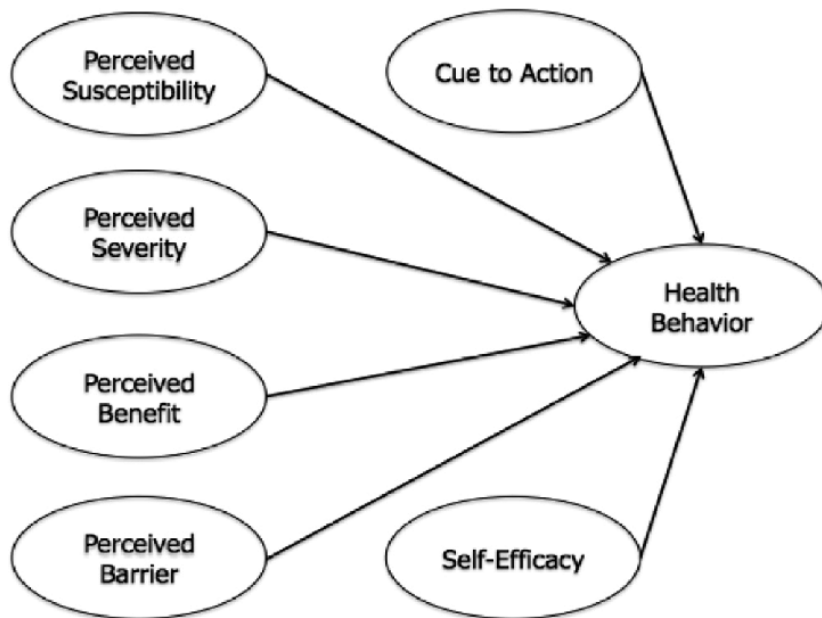 Perceived
Susceptibility
Cue to Action
Perceived
Severity
Health
Behavior
Perceived
Benefit
Perceived
Barrier
Self-Efficacy